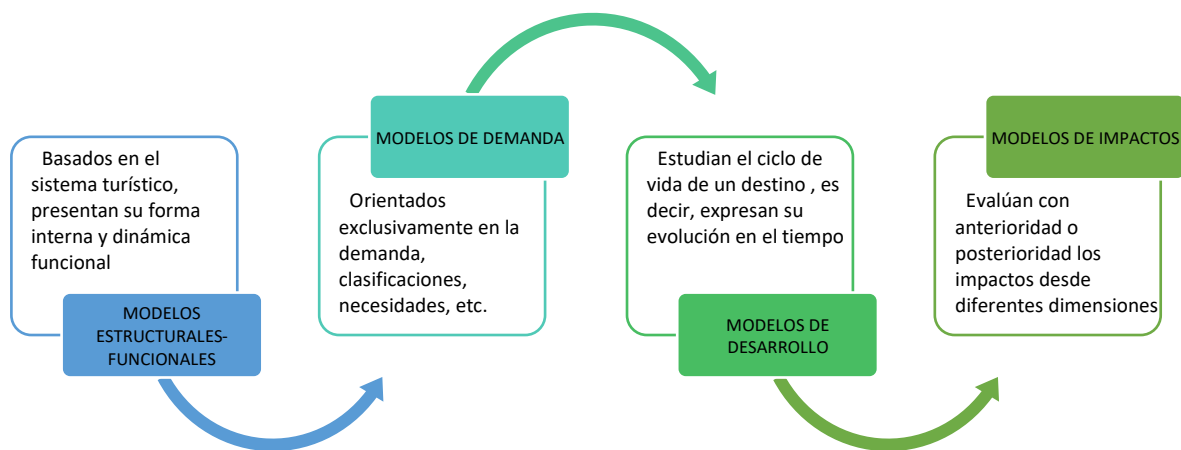 Basados en el
sistema turístico,
presentan su forma
interna y dinámica
funcional
MODELOS
ESTRUCTURALES-
FUNCIONALES
MODELOS DE DEMANDA
Orientados
exclusivamente en la
demanda,
clasificaciones,
necesidades, etc.
Estudian el ciclo de
vida de un destino , es
decir, expresan su
evolución en el tiempo
MODELOS DE
DESARROLLO
MODELOS DE IMPACTOS
Evalúan con
anterioridad o
posterioridad los
impactos desde
diferentes dimensiones